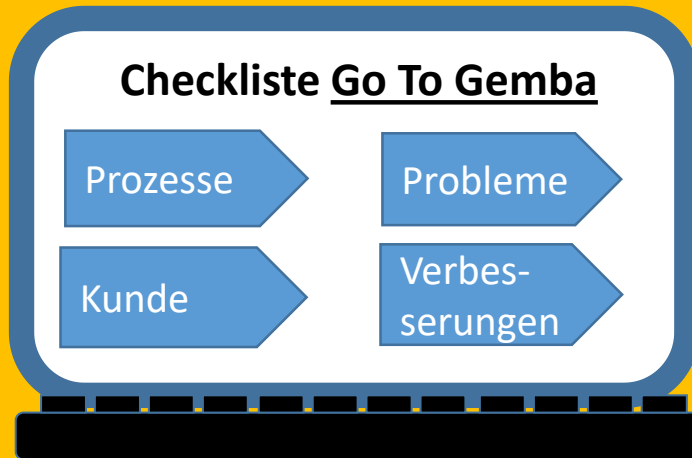 Checkliste Go To Gemba
Prozesse
Probleme
Kunde
Verbes-
serungen